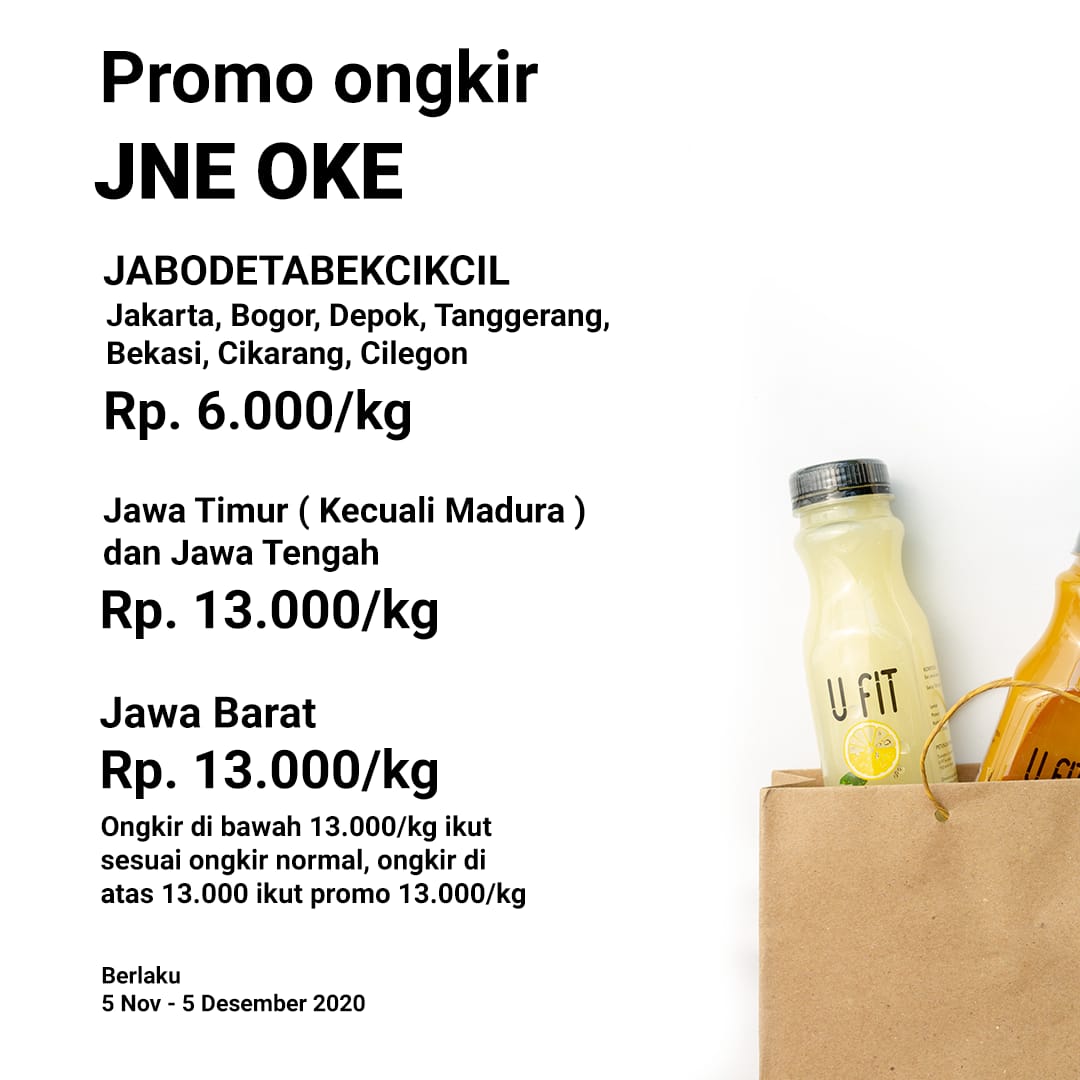 Promo ongkir
JNE OKE
JABODETABEKCIKCIL
Jakarta, Bogor, Depok, Tanggerang,
Bekasi, Cikarang, Cilegon
Rp. 6.000/kg
Jawa Timur ( Kecuali Madura )
dan Jawa Tengah
Rp. 13.000/kg
Jawa Barat
Rp. 13.000/kg
Ongkir di bawah 13.000/kg ikut
sesuai ongkir normal, ongkir di
atas 13.000 ikut promo 13.000/kg
Berlaku
5 Nov - 5 Desember 2020
U FIT
U FIT